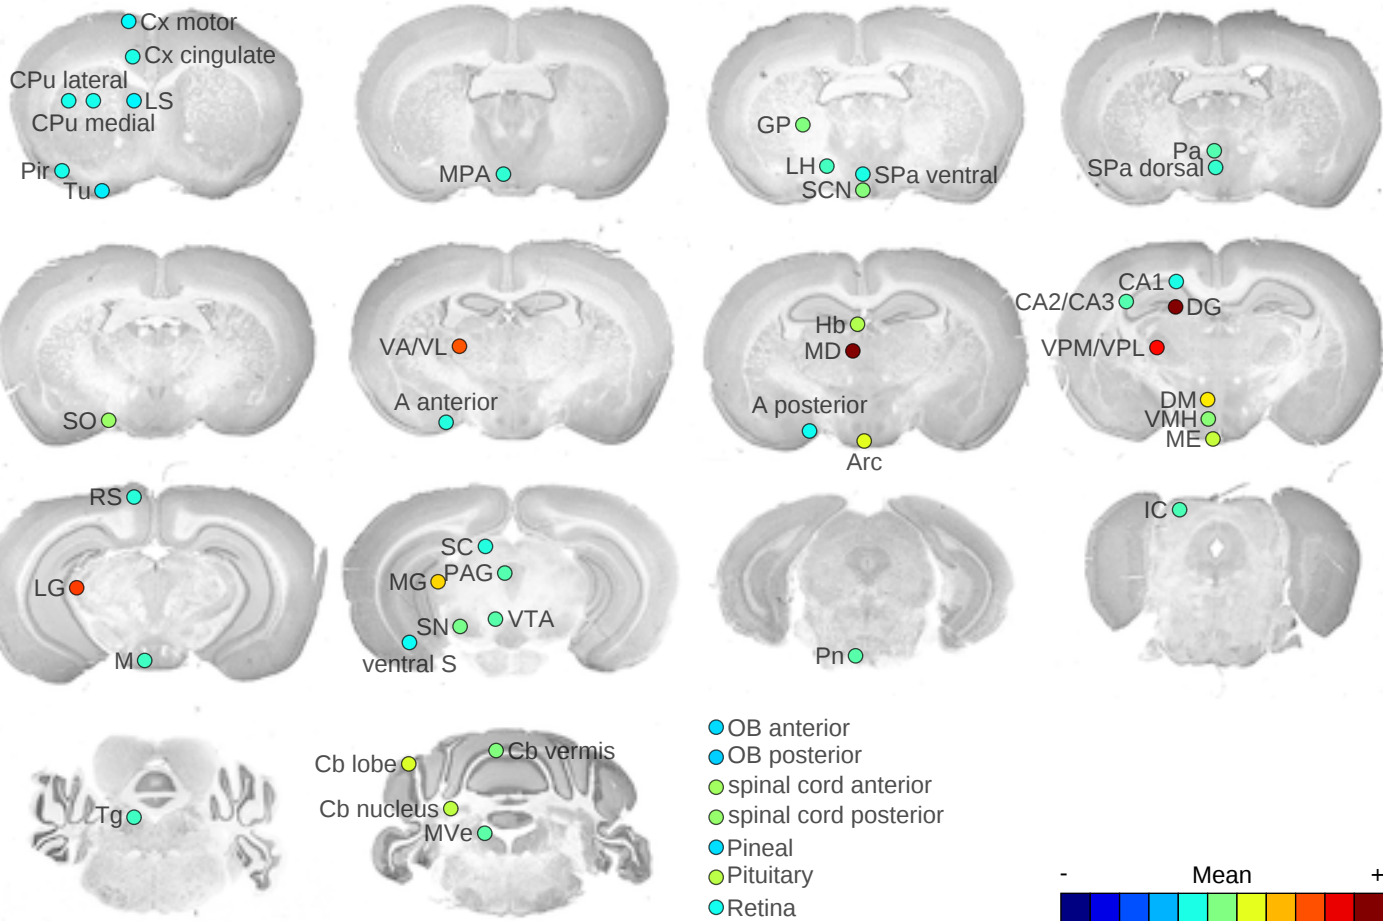 Cx motor
Cx cingulate
CPu lateral
LS
CPu medial
Pir
Tu
MPA
GP
LH
SPa ventral
SCN
Pa
SPa dorsal
SO
VA/VL
A anterior
Hb
MD
A posterior
Arc
CA1
CA2/CA3
DG
VPM/VPL
DM
VMH
ME
RS
LG
M
SC
MG
PAG
SN
VTA
ventral S
Pn
IC
Tg
Cb lobe
Cb vermis
Cb nucleus
MVe
OB anterior
OB posterior
spinal cord anterior
spinal cord posterior
Pineal
Pituitary
Retina
- Mean +